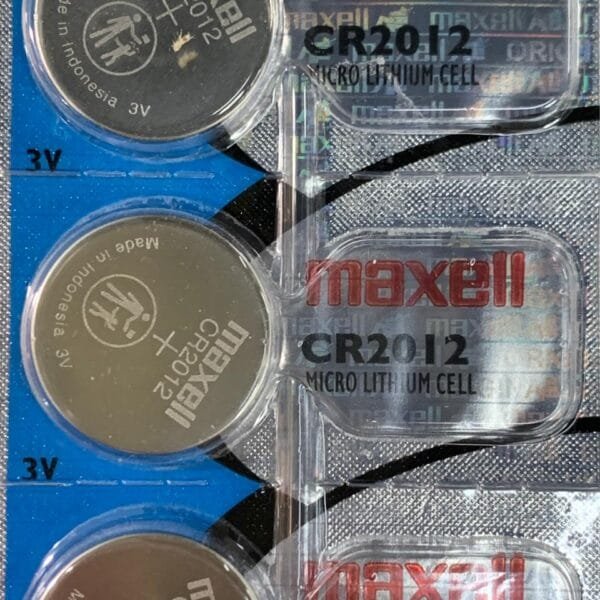 maxell
CR2012
+
Made in Indonesia 3V
maxell
CR2012
MICRO LITHIUM CELL
3V
Made in Indonesia 3V
+
CR2012
maxell
maxell
CR2012
MICRO LITHIUM CELL
3V
maxell